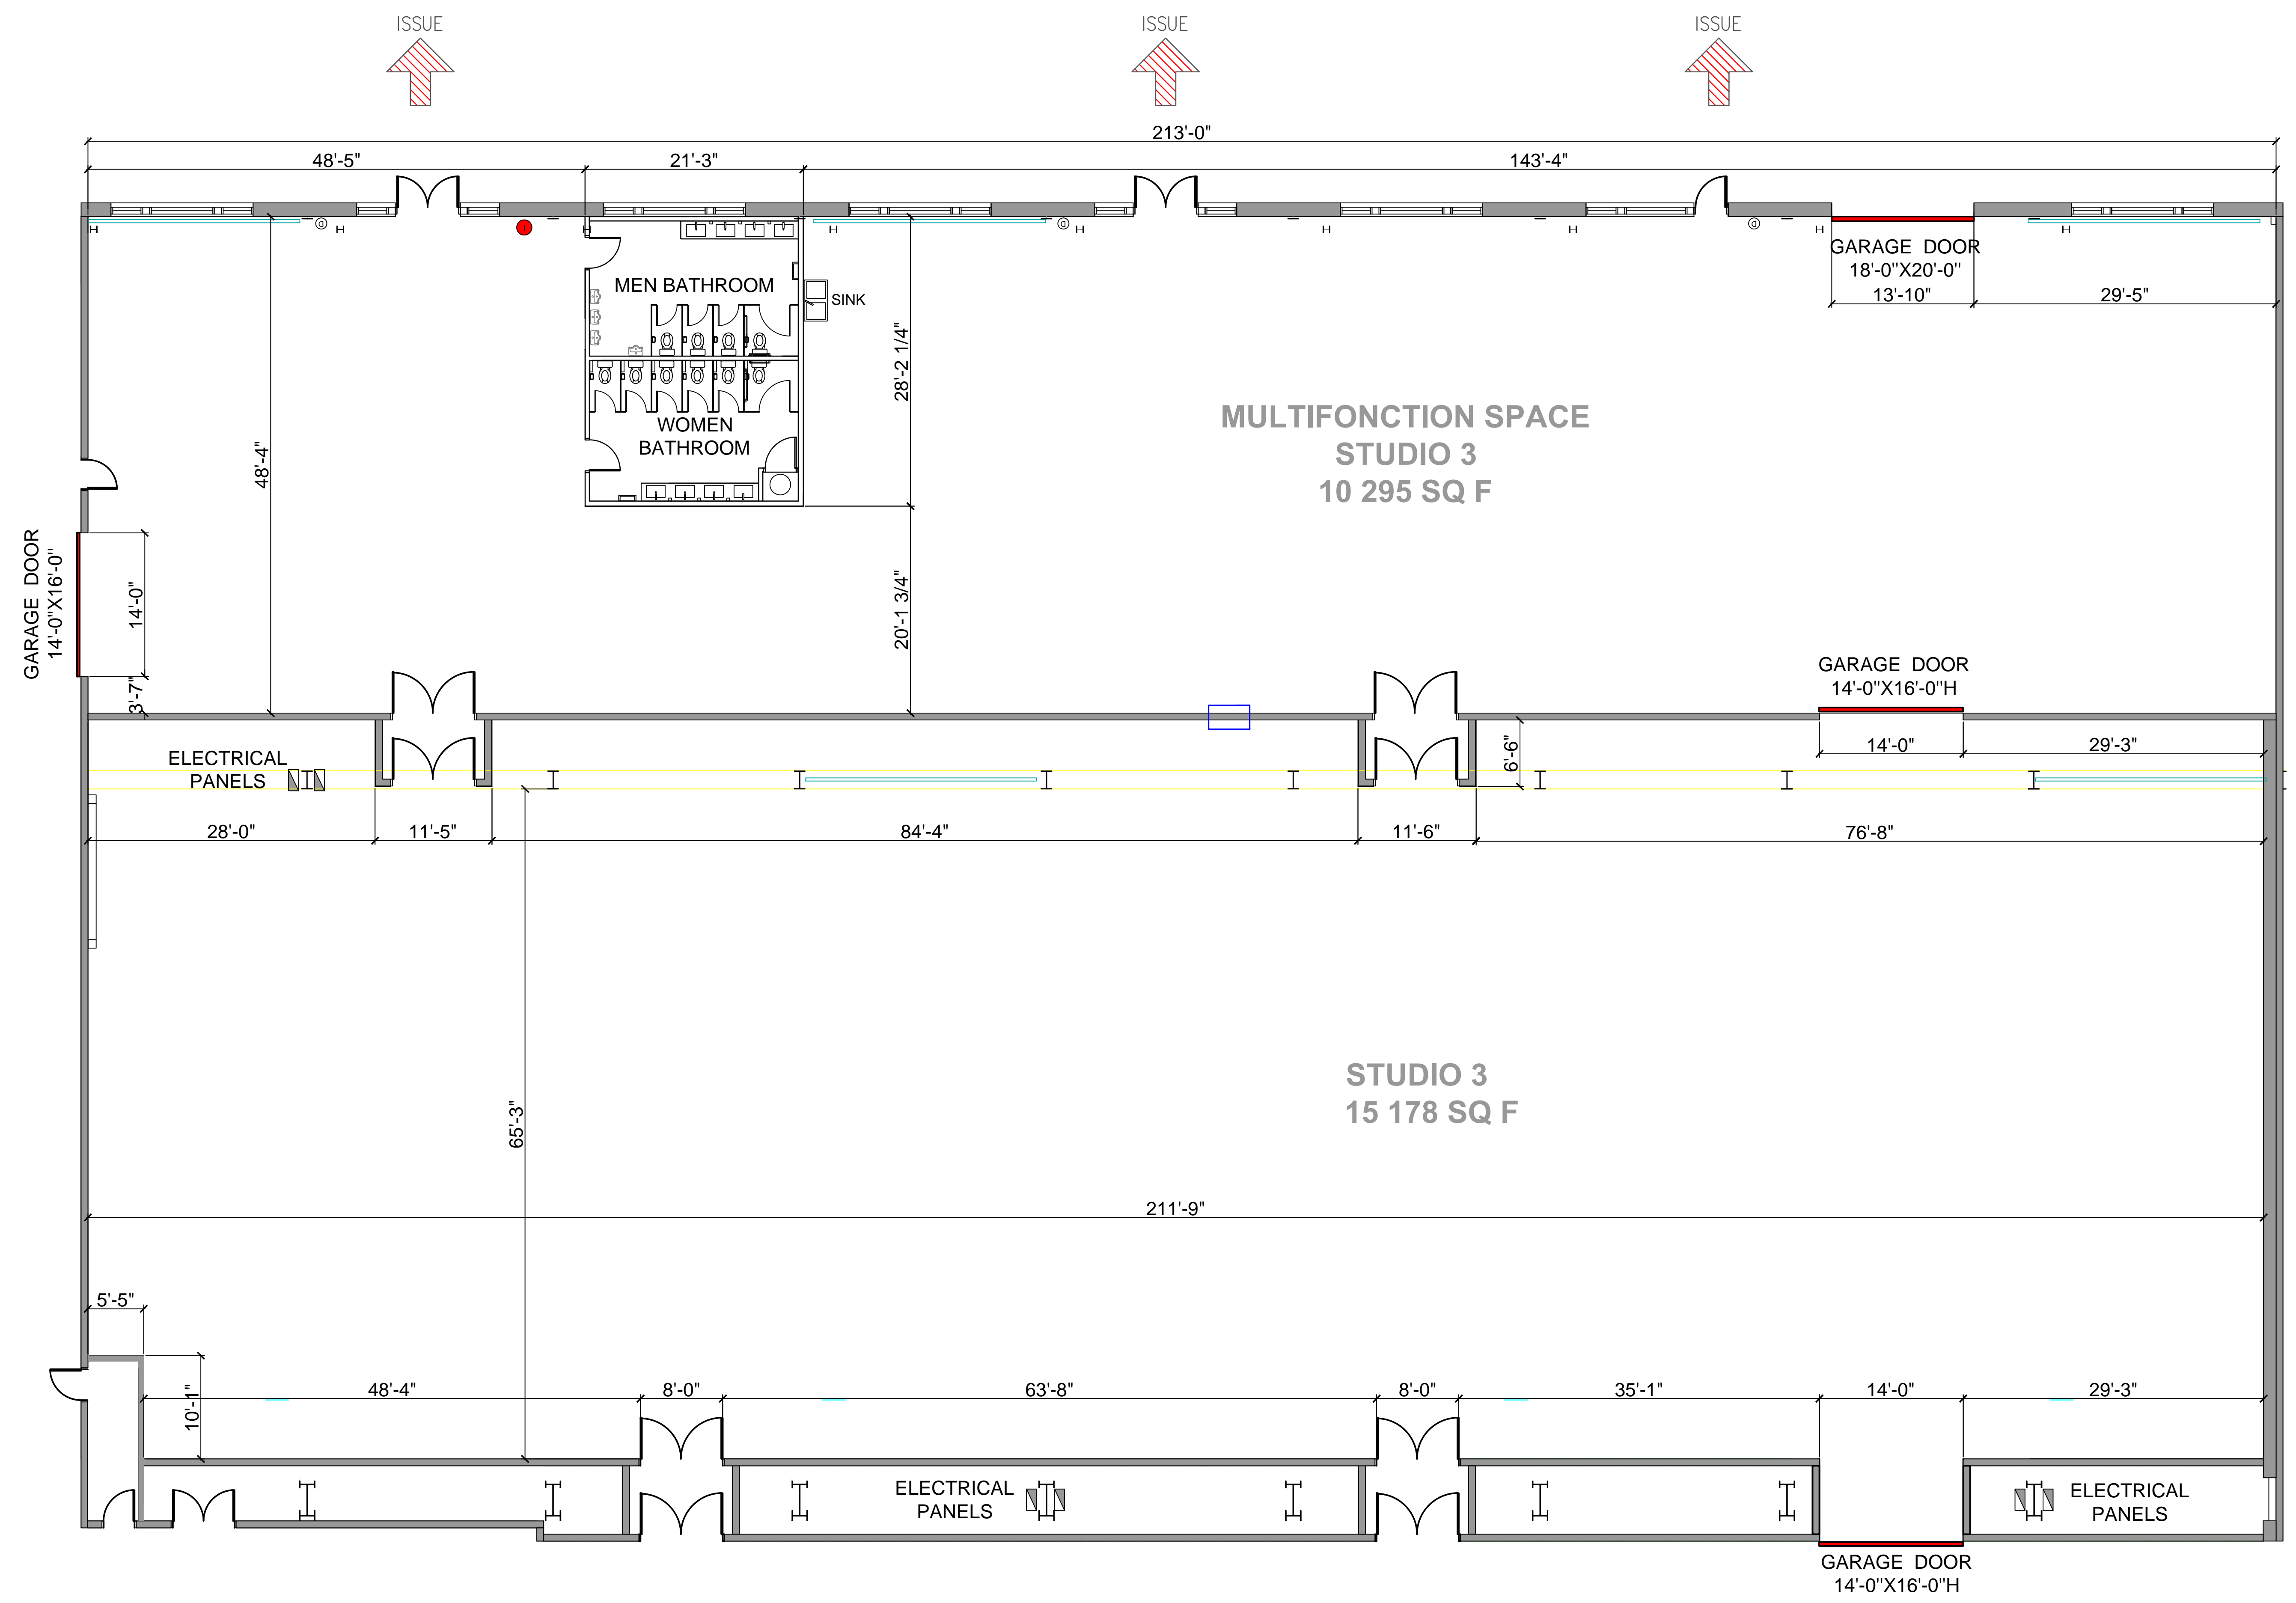 ISSUE
ISSUE
ISSUE
213'-0"
48'-5"
21'-3"
143'-4"
GARAGE DOOR
18'-0"X20'-0"
13'-10"
29'-5"
MEN BATHROOM
SINK
28'-2 1/4"
WOMEN
BATHROOM
48'-4"
MULTIFONCTION SPACE
STUDIO 3
10 295 SQ F
GARAGE DOOR
14'-0"X16'-0"
14'-0"
3'-7"
20'-1 3/4"
GARAGE DOOR
14'-0"X16'-0"H
14'-0"
29'-3"
6'-6"
ELECTRICAL
PANELS
28'-0"
11'-5"
84'-4"
11'-6"
76'-8"
65'-3"
STUDIO 3
15 178 SQ F
211'-9"
5'-5"
10'-1"
48'-4"
8'-0"
63'-8"
8'-0"
35'-1"
14'-0"
29'-3"
ELECTRICAL
PANELS
ELECTRICAL
PANELS
GARAGE DOOR
14'-0"X16'-0"H